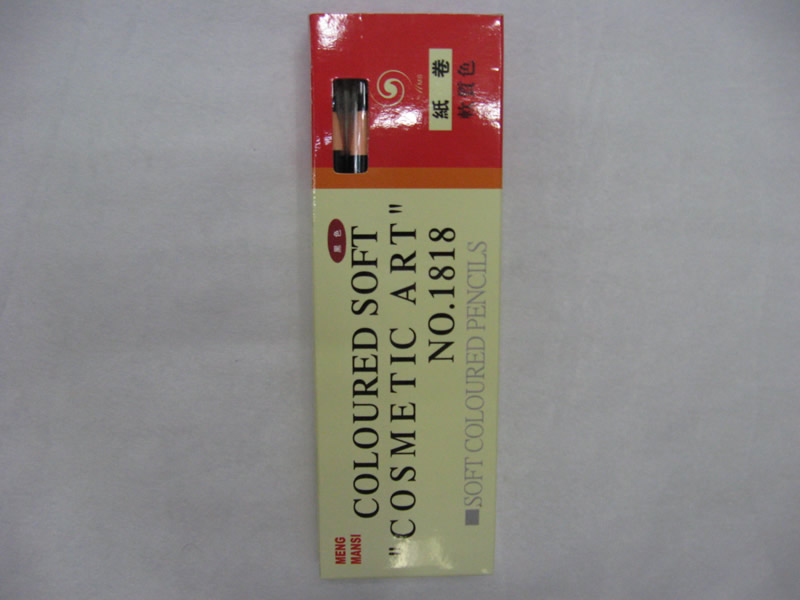 MENG
MANSI
黑色
COLOURED SOFT
"COSMETIC ART"
NO.1818
SOFT COLOURED PENCILS
紙卷
軟質色